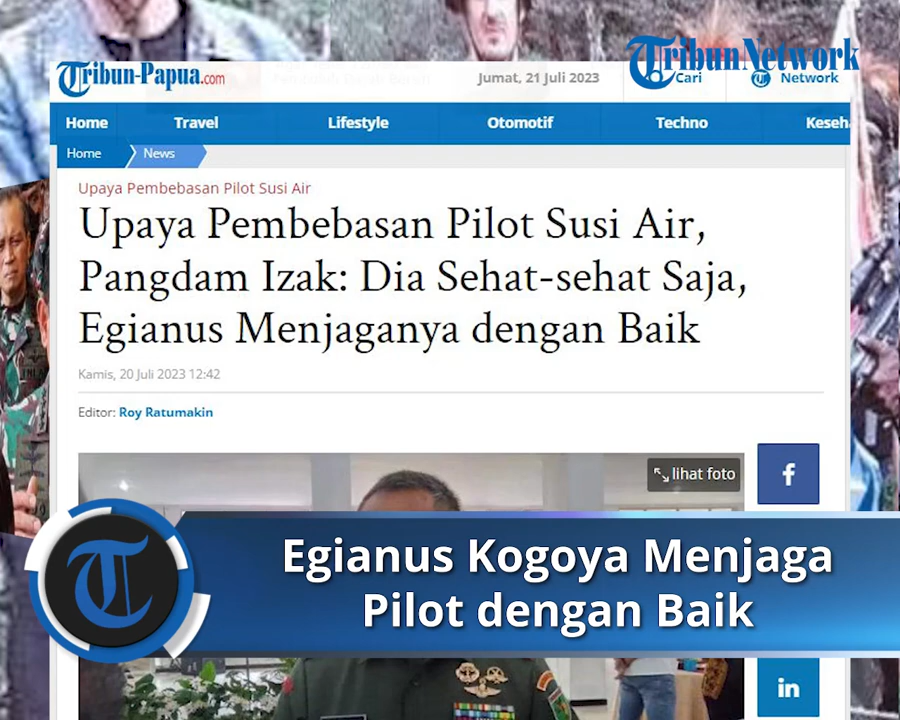 Tribun-Papua.com
Jumat, 21 Juli 2023
TribunNetwork
Cari
Network
Home
Travel
Lifestyle
Otomotif
Techno
Keseha
Home
News
Upaya Pembebasan Pilot Susi Air
Upaya Pembebasan Pilot Susi Air,
Pangdam Izak: Dia Sehat-sehat Saja,
Egianus Menjaganya dengan Baik
Kamis, 20 Juli 2023 12:42
Editor: Roy Ratumakin
lihat foto
f
Egianus Kogoya Menjaga
Pilot dengan Baik
T
in